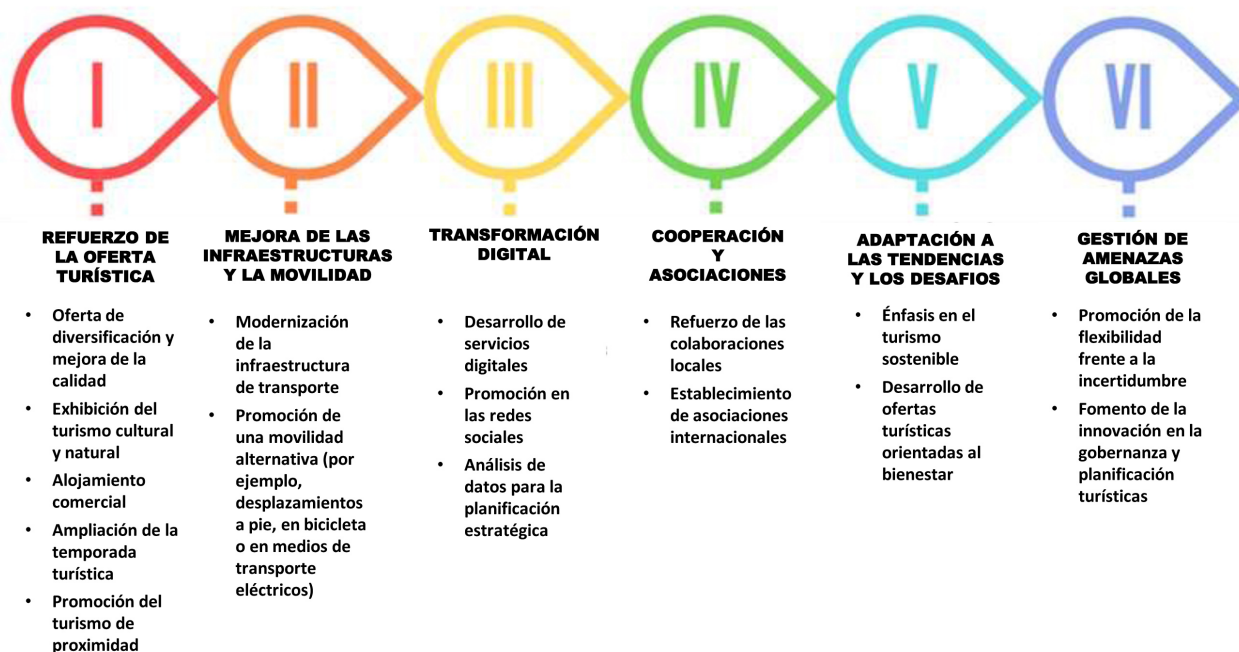 I
II
III
IV
V
VI
REFUERZO DE
LA OFERTA
TURÍSTICA
• Oferta de
diversificación y
mejora de la
calidad
• Exhibición del
turismo cultural
y natural
• Alojamiento
comercial
• Ampliación de la
temporada
turística
• Promoción del
turismo de
proximidad
MEJORA DE LAS
INFRAESTRUCTURAS
Y LA MOVILIDAD
• Modernización
de la
infraestructura
de transporte
• Promoción de
una movilidad
alternativa (por
ejemplo,
desplazamientos
a pie, en bicicleta
o en medios de
transporte
eléctricos)
TRANSFORMACIÓN
DIGITAL
• Desarrollo de
servicios
digitales
• Promoción en
las redes
sociales
• Análisis de
datos para la
planificación
estratégica
COOPERACIÓN
Y
ASOCIACIONES
• Refuerzo de las
colaboraciones
locales
• Establecimiento
de asociaciones
internacionales
ADAPTACIÓN A
LAS TENDENCIAS
Y LOS DESAFIOS
• Énfasis en el
turismo
sostenible
• Desarrollo de
ofertas
turísticas
orientadas al
bienestar
GESTIÓN DE
AMENAZAS
GLOBALES
• Promoción de la
flexibilidad
frente a la
incertidumbre
• Fomento de la
innovación en la
gobernanza y
planificación
turísticas